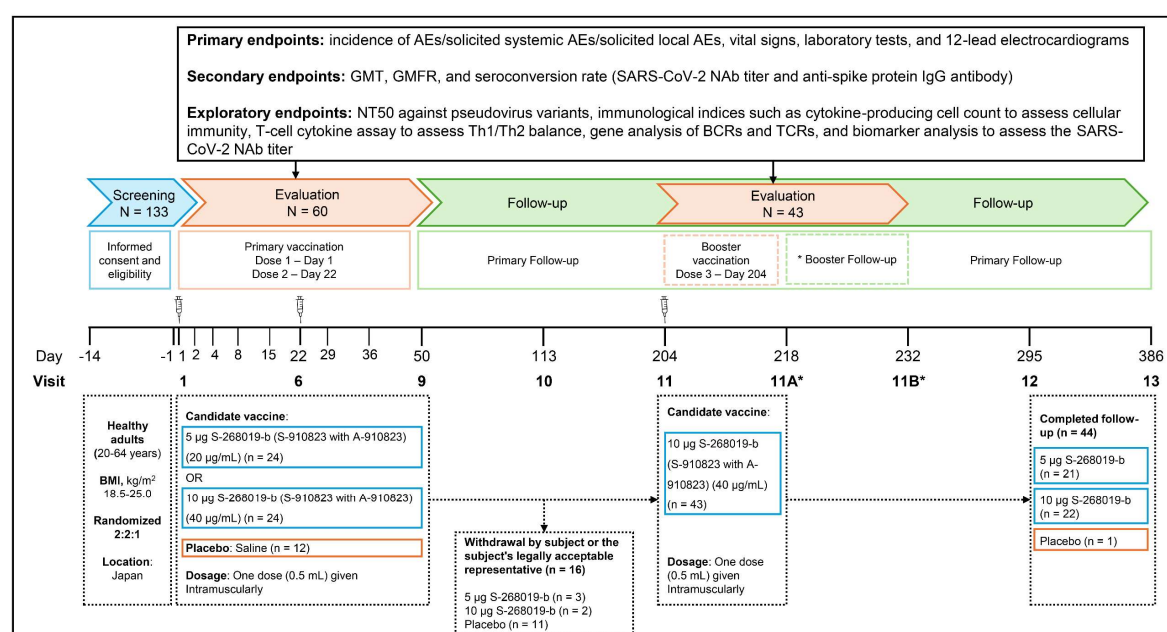 Primary endpoints: incidence of AEs/solicited systemic AEs/solicited local AEs, vital signs, laboratory tests, and 12-lead electrocardiograms
Secondary endpoints: GMT, GMFR, and seroconversion rate (SARS-CoV-2 NAb titer and anti-spike protein IgG antibody)
Exploratory endpoints: NT50 against pseudovirus variants, immunological indices such as cytokine-producing cell count to assess cellular
immunity, T-cell cytokine assay to assess Th1/Th2 balance, gene analysis of BCRs and TCRs, and biomarker analysis to assess the SARS-
CoV-2 NAb titer
Screening
N = 133
Evaluation
N = 60
Follow-up
Evaluation
N = 43
Follow-up
Informed
consent and
eligibility
Primary vaccination
Dose 1 – Day 1
Dose 2 – Day 22
Primary Follow-up
Booster
vaccination
Dose 3 – Day 204
* Booster Follow-up
Primary Follow-up
Day -14 -1 1 2 4 8 15 22 29 36 50 113 204 218 232 295 386
Visit 1 6 9 10 11 11A* 11B* 12 13
Healthy
adults
(20-64 years)
BMI, kg/m²
18.5-25.0
Randomized
2:2:1
Location:
Japan
Candidate vaccine:
5 µg S-268019-b (S-910823 with A-910823)
(20 µg/mL) (n = 24)
OR
10 µg S-268019-b (S-910823 with A-910823)
(40 µg/mL) (n = 24)
Placebo: Saline (n = 12)
Dosage: One dose (0.5 mL) given
Intramuscularly
Withdrawal by subject or the
subject's legally acceptable
representative (n = 16)
5 µg S-268019-b (n = 3)
10 µg S-268019-b (n = 2)
Placebo (n = 11)
Candidate vaccine:
10 µg S-268019-b
(S-910823 with A-
910823) (40 µg/mL)
(n = 43)
Dosage: One dose
(0.5 mL) given
Intramuscularly
Completed follow-
up (n = 44)
5 µg S-268019-b
(n = 21)
10 µg S-268019-b
(n = 22)
Placebo (n = 1)